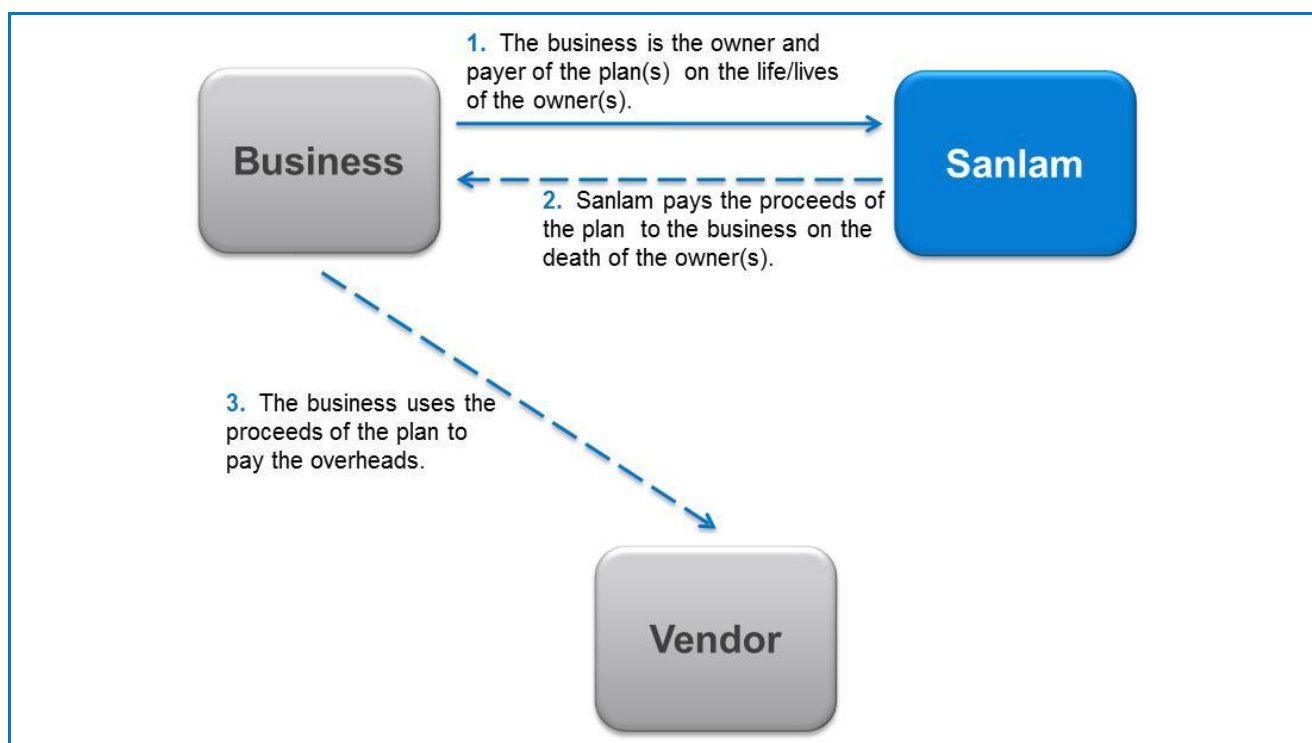 1. The business is the owner and
payer of the plan(s) on the life/lives
of the owner(s).
Business
Sanlam
2. Sanlam pays the proceeds of
the plan to the business on the
death of the owner(s).
3. The business uses the
proceeds of the plan to
pay the overheads.
Vendor